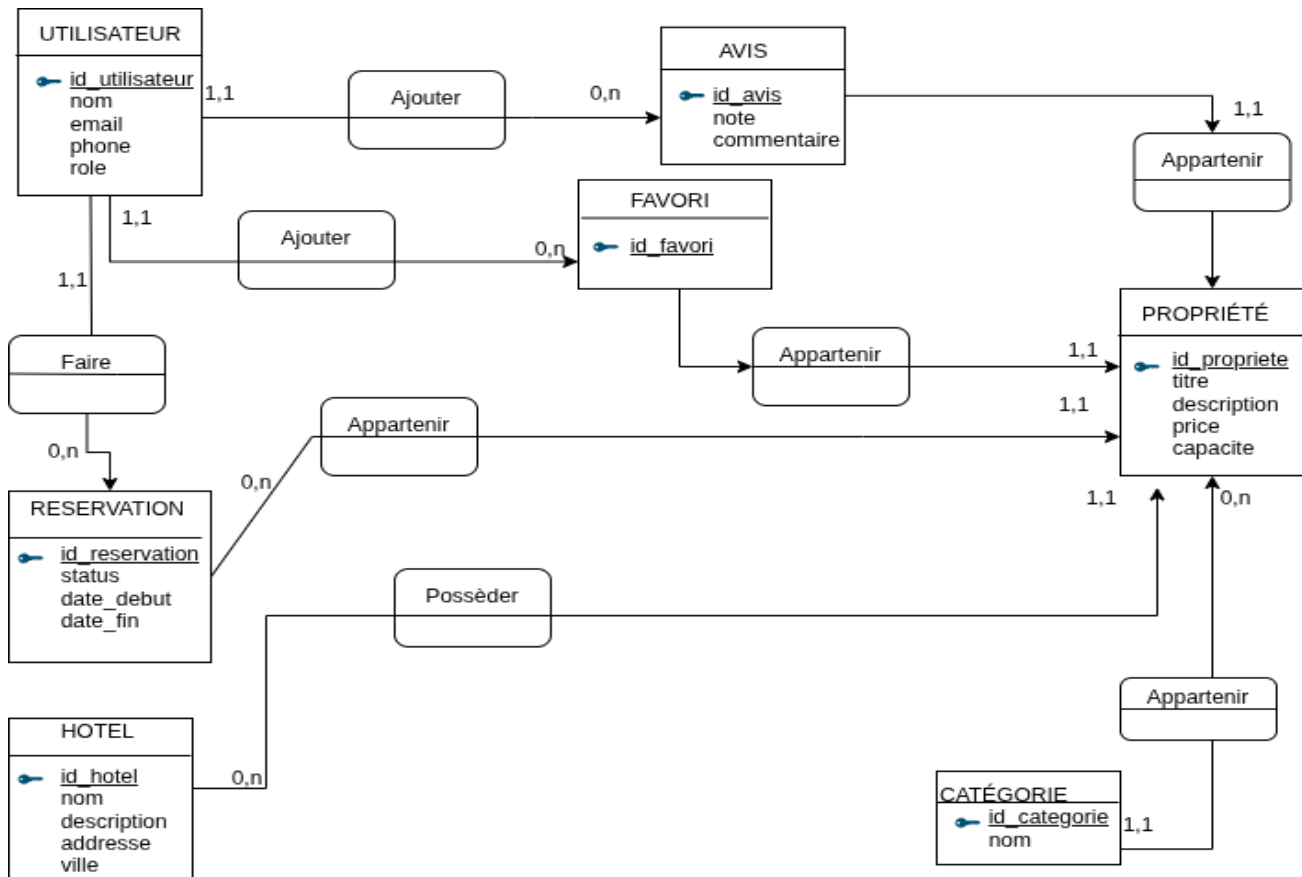 UTILISATEUR
id_utilisateur
nom
email
phone
role
1,1
Ajouter
0,n
AVIS
id_avis
note
commentaire
1,1
Appartenir
1,1
Ajouter
0,n
FAVORI
id_favori
Appartenir
1,1
PROPRIÉTÉ
id_propriete
titre
description
price
capacite
1,1
Faire
0,n
RESERVATION
id_reservation
status
date_debut
date_fin
0,n
Appartenir
1,1
HOTEL
id_hotel
nom
description
addresse
ville
0,n
Possèder
1,1
0,n
Appartenir
CATÉGORIE
id_categorie
nom
1,1